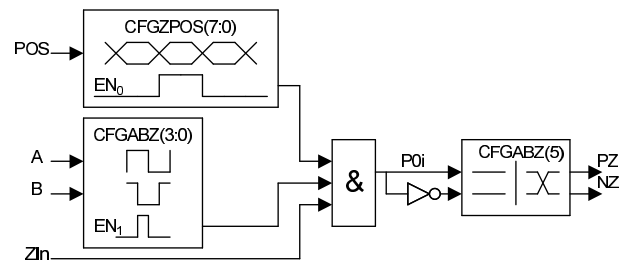 CFGZPOS(7:0)
POS
EN0
CFGABZ(3:0)
A
B
EN1
ZIn
&
P0i
CFGABZ(5)
PZ
NZ